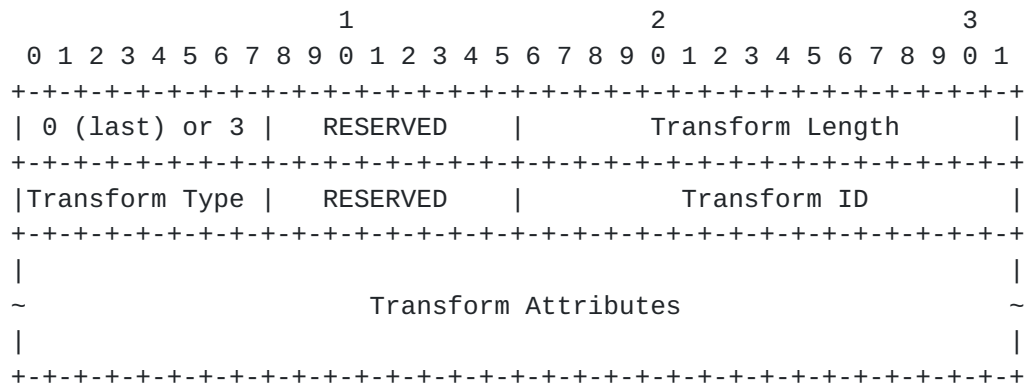 1                   2                   3
 0 1 2 3 4 5 6 7 8 9 0 1 2 3 4 5 6 7 8 9 0 1 2 3 4 5 6 7 8 9 0 1
+-+-+-+-+-+-+-+-+-+-+-+-+-+-+-+-+-+-+-+-+-+-+-+-+-+-+-+-+-+-+-+-+
| 0 (last) or 3 |   RESERVED    |        Transform Length       |
+-+-+-+-+-+-+-+-+-+-+-+-+-+-+-+-+-+-+-+-+-+-+-+-+-+-+-+-+-+-+-+-+
|Transform Type |   RESERVED    |          Transform ID         |
+-+-+-+-+-+-+-+-+-+-+-+-+-+-+-+-+-+-+-+-+-+-+-+-+-+-+-+-+-+-+-+-+
|                                                               |
~                      Transform Attributes                     ~
|                                                               |
+-+-+-+-+-+-+-+-+-+-+-+-+-+-+-+-+-+-+-+-+-+-+-+-+-+-+-+-+-+-+-+-+